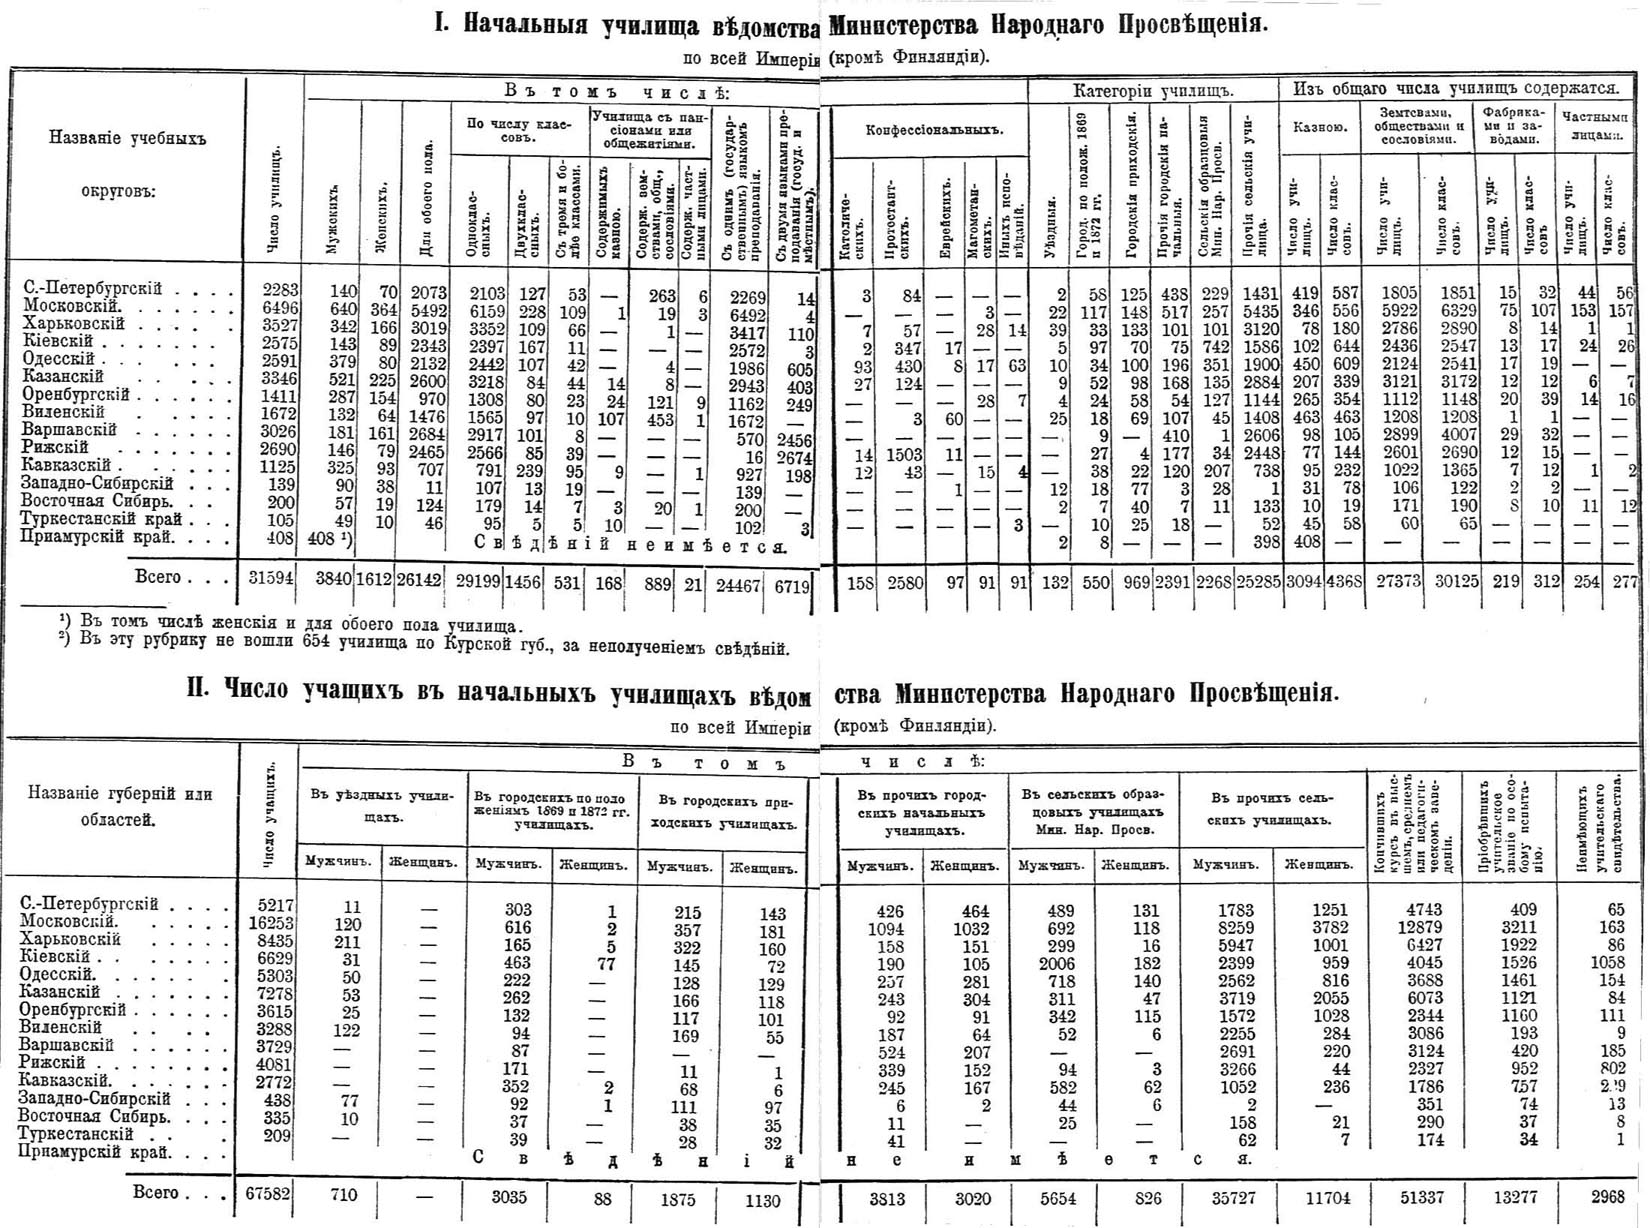 I. Начальныя училища вѣдомства Министерства Народнаго Просвѣщенія.
по всей Имперіи (кромѣ Финляндіи).
Названіе учебныхъ округовъ:
Число училищъ.
Въ томъ числѣ:
Мужскихъ.
Женскихъ.
Для обоего пола.
По числу классовъ.
Одноклассныхъ.
Двухклассныхъ.
Съ тремя и болѣе классами.
Училища съ пансіонами или общежитіями.
Содержимыхъ казною.
Содерж. земствами, общ., сословіями.
Содерж. частными лицами.
Съ однимъ (государственнымъ) языкомъ преподаванія.
Съ двумя языками преподаванія (госуд. и мѣстнымъ).
Конфессіональныхъ.
Католическихъ.
Протестантскихъ.
Еврейскихъ.
Магометанскихъ.
Иныхъ исповѣданій.
Категоріи училищъ.
Уѣздныя.
Город. по полож. 1869 и 1872 гг.
Городскія приходскія.
Прочія городскія начальныя.
Сельскія образцовыя Мин. Нар. Просв.
Прочія сельскія училища.
Изъ общаго числа училищъ содержатся.
Казною.
Число училищъ.
Число классовъ.
Земствами, обществами и сословіями.
Число училищъ.
Число классовъ.
Фабриками и заводами.
Число училищъ.
Число классовъ
Частными лицами.
Число училищъ.
Число классовъ.
С.-Петербургскій . . . . 2283 140 70 2073 2103 127 53 — 263 6 2269 14 3 84 — — — 2 58 125 438 229 1431 419 587 1805 1851 15 32 44 56
Московскій. . . . . . 6496 640 364 5492 6159 228 109 1 19 3 6492 4 — — — 3 — 22 117 148 517 257 5435 346 556 5922 6329 75 107 153 157
Харьковскій . . . . . 3527 342 166 3019 3352 109 66 — 1 — 3417 110 7 57 — 28 14 39 33 133 101 101 3120 78 180 2786 2890 8 14 1 1
Кіевскій . . . . . . . 2575 143 89 2343 2397 167 11 — — — 2572 3 2 347 17 — — 5 97 70 75 742 1586 102 644 2436 2547 13 17 24 26
Одесскій . . . . . . . 2591 379 80 2132 2442 107 42 — 4 — 1986 605 93 430 8 17 63 10 34 100 196 351 1900 450 609 2124 2541 17 19 — —
Казанскій . . . . . 3346 521 225 2600 3218 84 44 14 8 — 2943 403 27 124 — — — 9 52 98 168 135 2884 207 339 3121 3172 12 12 6 7
Оренбургскій . . . . . 1411 287 154 970 1308 80 23 24 121 9 1162 249 — — — 28 7 4 24 58 54 127 1144 265 354 1112 1148 20 39 14 16
Виленскій . . . . 1672 132 64 1476 1565 97 10 107 453 1 1672 — — 3 60 — — 25 18 69 107 45 1408 463 463 1208 1208 1 1 — —
Варшавскій . . . . . . 3026 181 161 2684 2917 101 8 — — — 570 2456 — — — — — — 9 — 410 1 2606 98 105 2899 4007 29 32 — —
Рижскій . . . . . . 2690 146 79 2465 2566 85 39 — — — 16 2674 14 1503 11 — — — 27 4 177 34 2448 77 144 2601 2690 12 15 — —
Кавказскій . . . . . . 1125 325 93 707 791 239 95 9 — 1 927 198 12 43 — 15 4 — 38 22 120 207 738 95 232 1022 1365 7 12 1 2
Западно-Сибирскій . . . 139 90 38 11 107 13 19 — — — 139 — — — 1 — — 12 18 77 3 28 1 31 78 106 122 2 2 — —
Восточная Сибирь. . . 200 57 19 124 179 14 7 3 20 1 200 — — — — — — 2 7 40 7 11 133 10 19 171 190 8 10 11 12
Туркестанскій край . . . 105 49 10 46 95 5 5 10 — — 102 3 — — — — 3 — 10 25 18 — 52 45 58 60 65 — — — —
Приамурскій край. . . . 408 408 ¹) Свѣдѣній неимѣется. 2 8 — — — 398 408 — — — — — — —
Всего . . . 31594 3840 1612 26142 29199 1456 531 168 889 21 24467 6719 158 2580 97 91 91 132 550 969 2391 2268 25285 3094 4368 27373 30125 219 312 254 277
¹) Въ томъ числѣ женскія и для обоего пола училища.
²) Въ эту рубрику не вошли 654 училища по Курской губ., за неполученіемъ свѣдѣній.
II. Число учащихъ въ начальныхъ училищахъ вѣдомства Министерства Народнаго Просвѣщенія.
по всей Имперіи (кромѣ Финляндіи).
Названіе губерній или областей.
Число учащихъ.
Въ томъ числѣ:
Въ уѣздныхъ училищахъ.
Мужчинъ. Женщинъ.
Въ городскихъ по положеніямъ 1869 и 1872 гг. училищахъ.
Мужчинъ. Женщинъ.
Въ городскихъ приходскихъ училищахъ.
Мужчинъ. Женщинъ.
Въ прочихъ городскихъ начальныхъ училищахъ.
Мужчинъ. Женщинъ.
Въ сельскихъ образцовыхъ училищахъ Мин. Нар. Просв.
Мужчинъ. Женщинъ.
Въ прочихъ сельскихъ училищахъ.
Мужчинъ. Женщинъ.
Кончившихъ курсъ въ высшемъ, среднемъ или педагогическомъ заведеніи.
Пріобрѣвшихъ учительское званіе по особому испытанію.
Неимѣющихъ учительскаго свидѣтельства.
С.-Петербургскій . . . . 5217 11 — 303 1 215 143 426 464 489 131 1783 1251 4743 409 65
Московскій. . . . . . 16253 120 — 616 2 357 181 1094 1032 692 118 8259 3782 12879 3211 163
Харьковскій . . . . . 8435 211 — 165 5 322 160 158 151 299 16 5947 1001 6427 1922 86
Кіевскій . . . . . . . 6629 31 — 463 77 145 72 190 105 2006 182 2399 959 4045 1526 1058
Одесскій. . . . . . . 5303 50 — 222 — 128 129 257 281 718 140 2562 816 3688 1461 154
Казанскій . . . . . . . 7278 53 — 262 — 166 118 243 304 311 47 3719 2055 6073 1121 84
Оренбургскій . . . . . . 3615 25 — 132 — 117 101 92 91 342 115 1572 1028 2344 1160 111
Виленскій . . . . 3288 122 — 94 — 169 55 187 64 52 6 2255 284 3086 193 9
Варшавскій . . . . . . 3729 — — 87 — — — 524 207 — — 2691 220 3124 420 185
Рижскій . . . . . . . . 4081 — — 171 — 11 1 339 152 94 3 3266 44 2327 952 802
Кавказскій. . . . . . . 2772 — — 352 2 68 6 245 167 582 62 1052 236 1786 757
Западно-Сибирскій . . . 438 77 — 92 1 111 97 6 2 44 6 2 — 351 74 13
Восточная Сибирь. . . . 335 10 — 37 — 38 35 11 — 25 — 158 21 290 37 8
Туркестанскій . . . 209 — — 39 — 28 32 41 — — — 62 7 174 34 1
Приамурскій край. . . . Свѣдѣній не имѣется.
Всего . . . 67582 710 — 3035 88 1875 1130 3813 3020 5654 826 35727 11704 51337 13277 2968